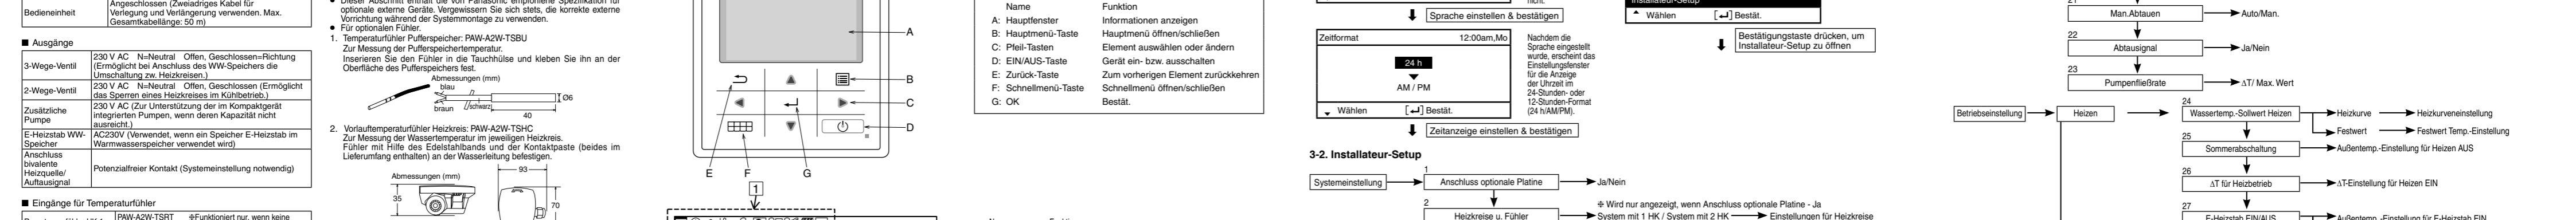 Bedieneinheit
Angeschlossen (Zweiadriges Kabel für
Verlegung und Verlängerung verwenden. Max.
Gesamtkabellänge: 50 m)
■ Ausgänge
3-Wege-Ventil
230 V AC N=Neutral Offen, Geschlossen=Richtung
(Ermöglicht bei Anschluss des WW-Speichers die
Umschaltung zw. Heizkreisen.)
2-Wege-Ventil
230 V AC N=Neutral Offen, Geschlossen (Ermöglicht
das Sperren eines Heizkreises im Kühlbetrieb.)
Zusätzliche
Pumpe
230 V AC (Zur Unterstützung der im Kompaktgerät
integrierten Pumpen, wenn deren Kapazität nicht
ausreicht.)
E-Heizstab WW-
Speicher
AC230V (Verwendet, wenn ein Speicher E-Heizstab im
Warmwasserspeicher verwendet wird)
Anschluss
bivalente
Heizquelle/
Auftausignal
Potenzialfreier Kontakt (Systemeinstellung notwendig)
■ Eingänge für Temperaturfühler
PAW-A2W-TSRT ✣Funktioniert nur, wenn keine
● Dieser Abschnitt enthält die von Panasonic empfohlene Spezifikation für
optionale externe Geräte. Vergewissern Sie sich stets, die korrekte externe
Vorrichtung während der Systemmontage zu verwenden.
● Für optionalen Fühler.
1. Temperaturfühler Pufferspeicher: PAW-A2W-TSBU
Zur Messung der Pufferspeichertemperatur.
Inserieren Sie den Fühler in die Tauchhülse und kleben Sie ihn an der
Oberfläche des Pufferspeichers fest.
Abmessungen (mm)
blau
braun
schwarz
Ø6
40
2. Vorlauftemperaturfühler Heizkreis: PAW-A2W-TSHC
Zur Messung der Wassertemperatur im jeweiligen Heizkreis.
Fühler mit Hilfe des Edelstahlbands und der Kontaktpaste (beides im
Lieferumfang enthalten) an der Wasserleitung befestigen.
Abmessungen (mm)
93
35
70
A
B
C
D
E F G
1
Name Funktion
A: Hauptfenster Informationen anzeigen
B: Hauptmenü-Taste Hauptmenü öffnen/schließen
C: Pfeil-Tasten Element auswählen oder ändern
D: EIN/AUS-Taste Gerät ein- bzw. ausschalten
E: Zurück-Taste Zum vorherigen Element zurückkehren
F: Schnellmenü-Taste Schnellmenü öffnen/schließen
G: OK Bestät.
nicht.
Sprache einstellen & bestätigen
Zeitformat 12:00am,Mo
24 h
AM / PM
Wählen [↵] Bestät.
Nachdem die
Sprache eingestellt
wurde, erscheint das
Einstellungsfenster
für die Anzeige
der Uhrzeit im
24-Stunden- oder
12-Stunden-Format
(24 h/AM/PM).
Zeitanzeige einstellen & bestätigen
3-2. Installateur-Setup
1
Systemeinstellung Anschluss optionale Platine Ja/Nein
✣ Wird nur angezeigt, wenn Anschluss optionale Platine - Ja
2
Heizkreise u. Fühler System mit 1 HK / System mit 2 HK Einstellungen für Heizkreise
Installateur-Setup
Wählen [↵] Bestät.
Bestätigungstaste drücken, um
Installateur-Setup zu öffnen
21
Man.Abtauen Auto/Man.
22
Abtausignal Ja/Nein
23
Pumpenfließrate ΔT/ Max. Wert
24
Betriebseinstellung Heizen Wassertemp.-Sollwert Heizen Heizkurve Heizkurveneinstellung
Festwert Festwert Temp.-Einstellung
25
Sommerabschaltung Außentemp.-Einstellung für Heizen AUS
26
ΔT für Heizbetrieb ΔT-Einstellung für Heizen EIN
27
E-Heizstab EIN/AUS Außentemp.-Einstellung für E-Heizstab EIN